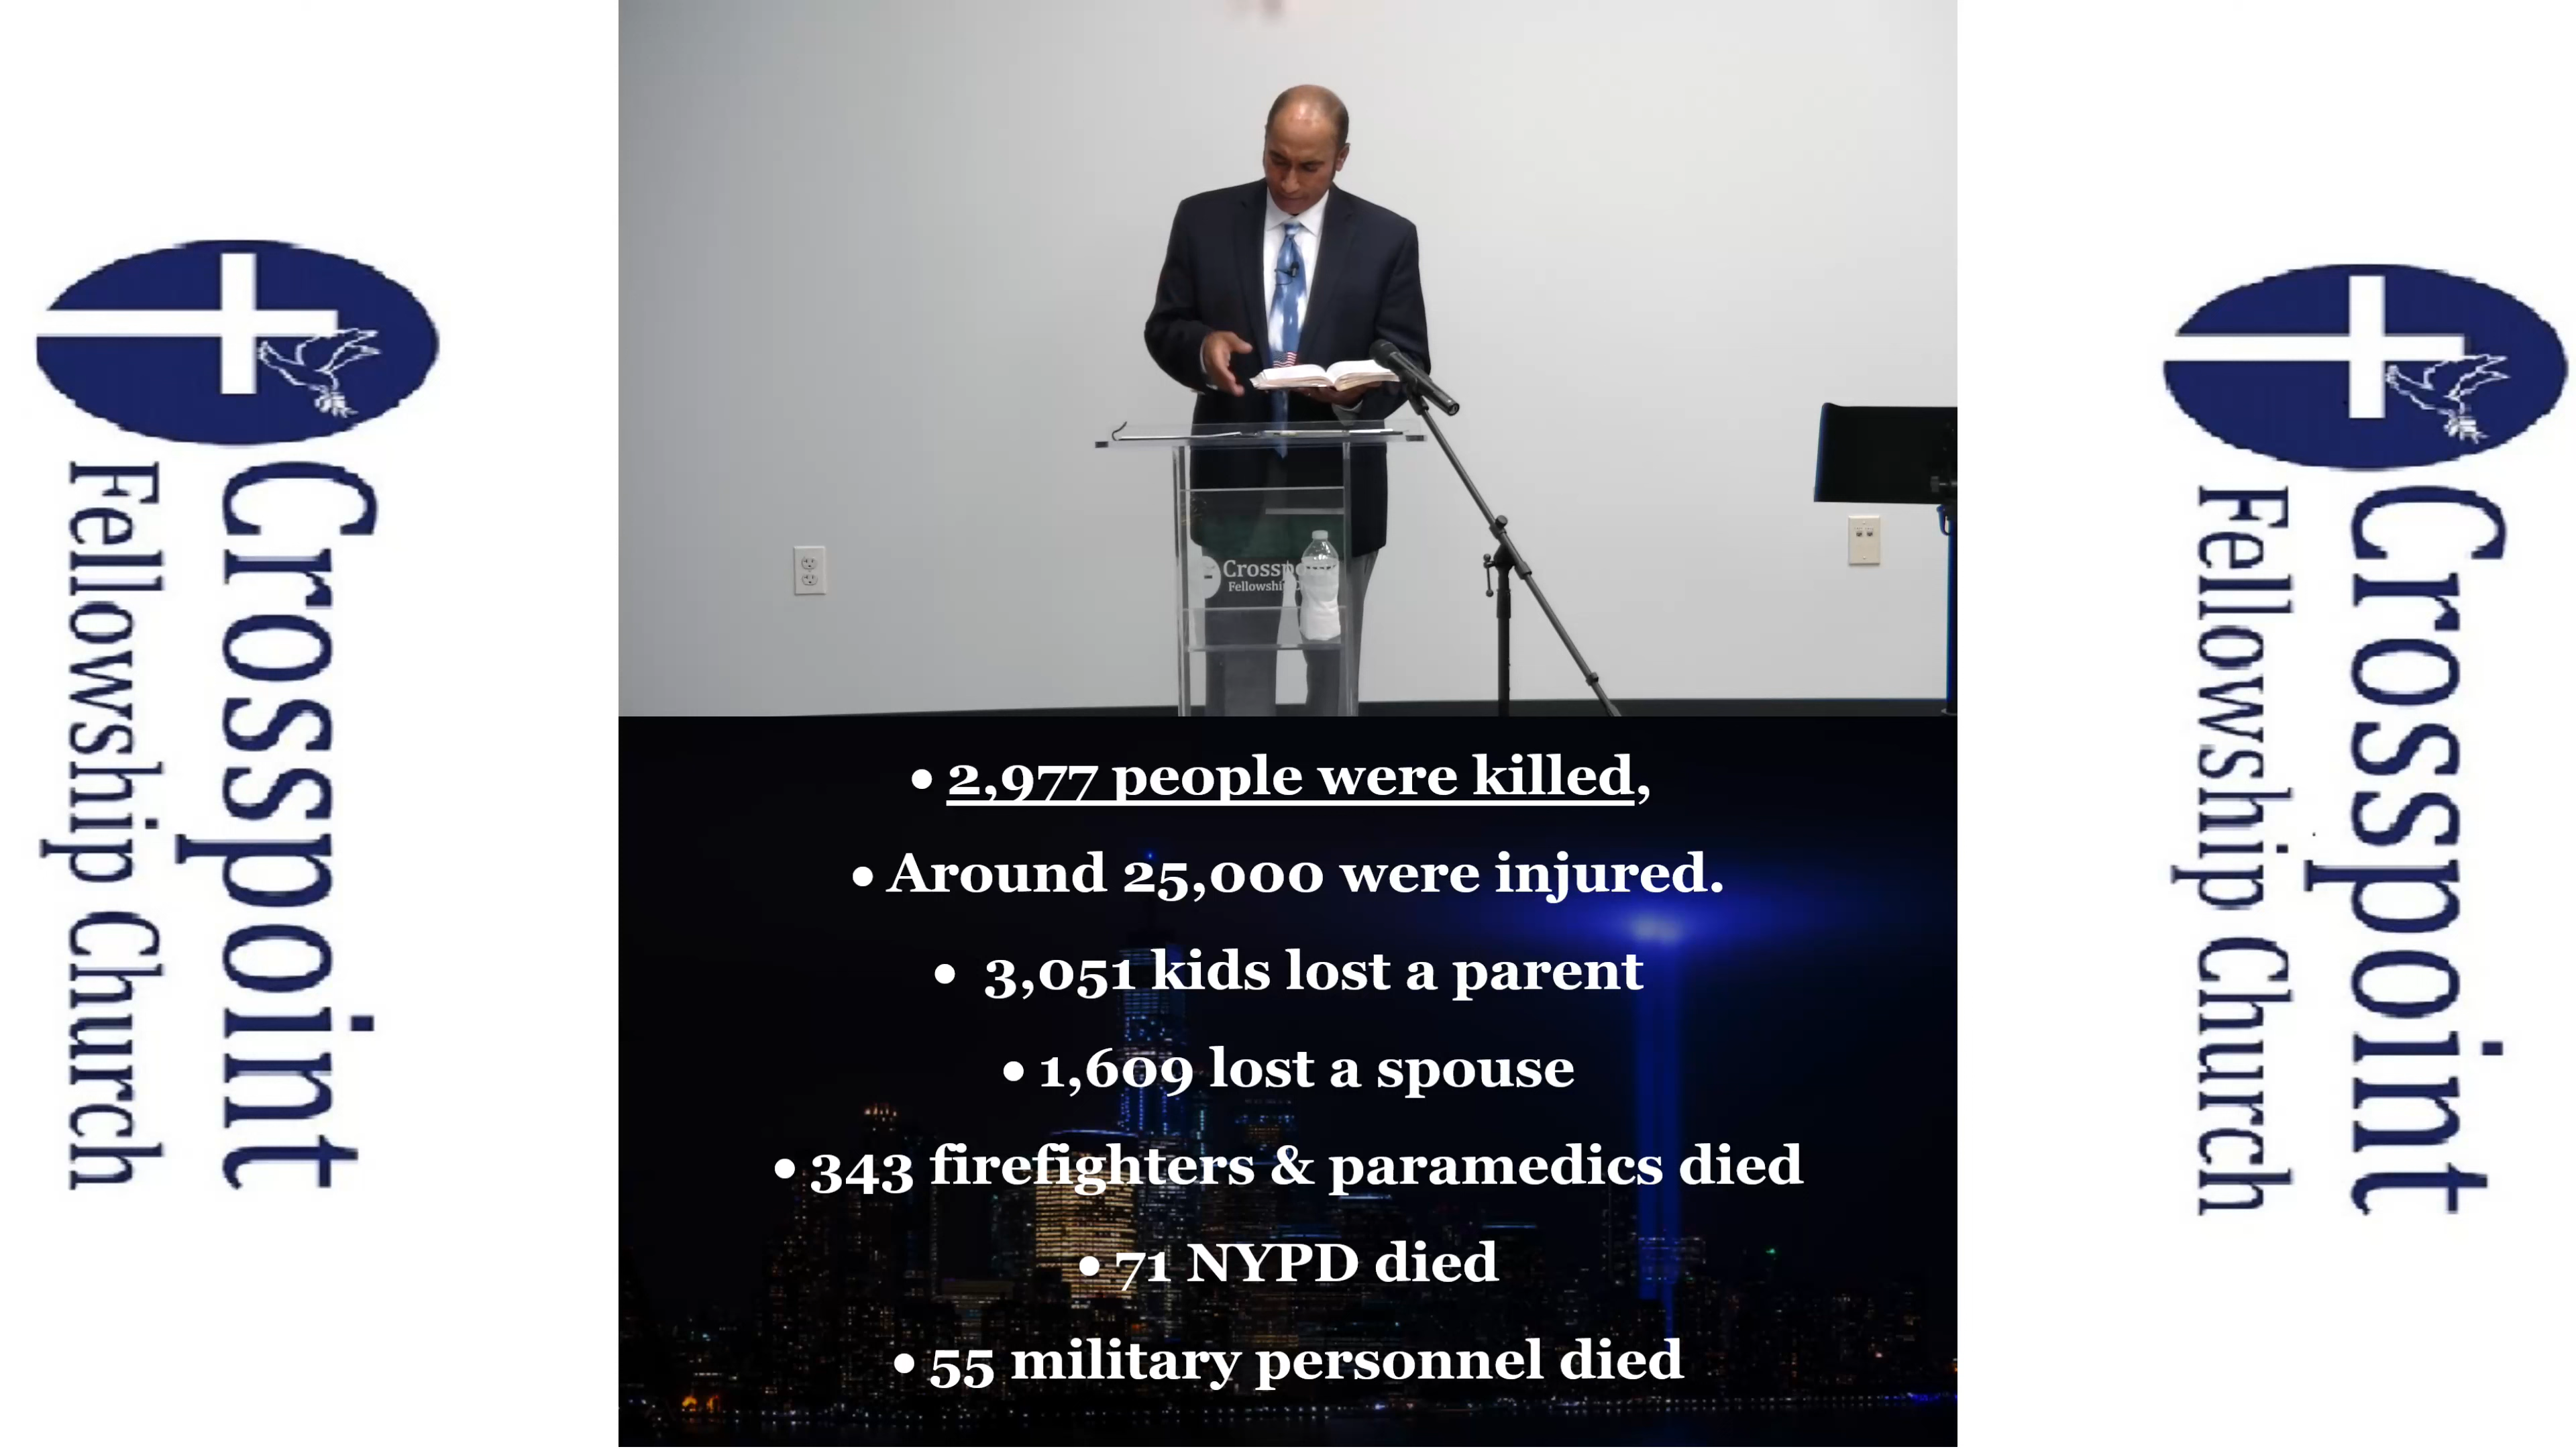 Crosspoint
Fellowship Church
Fellowship
• 2,977 people were killed,
• Around 25,000 were injured.
• 3,051 kids lost a parent
• 1,609 lost a spouse
• 343 firefighters & paramedics died
• 71 NYPD died
• 55 military personnel died
Crosspoint
Fellowship Church